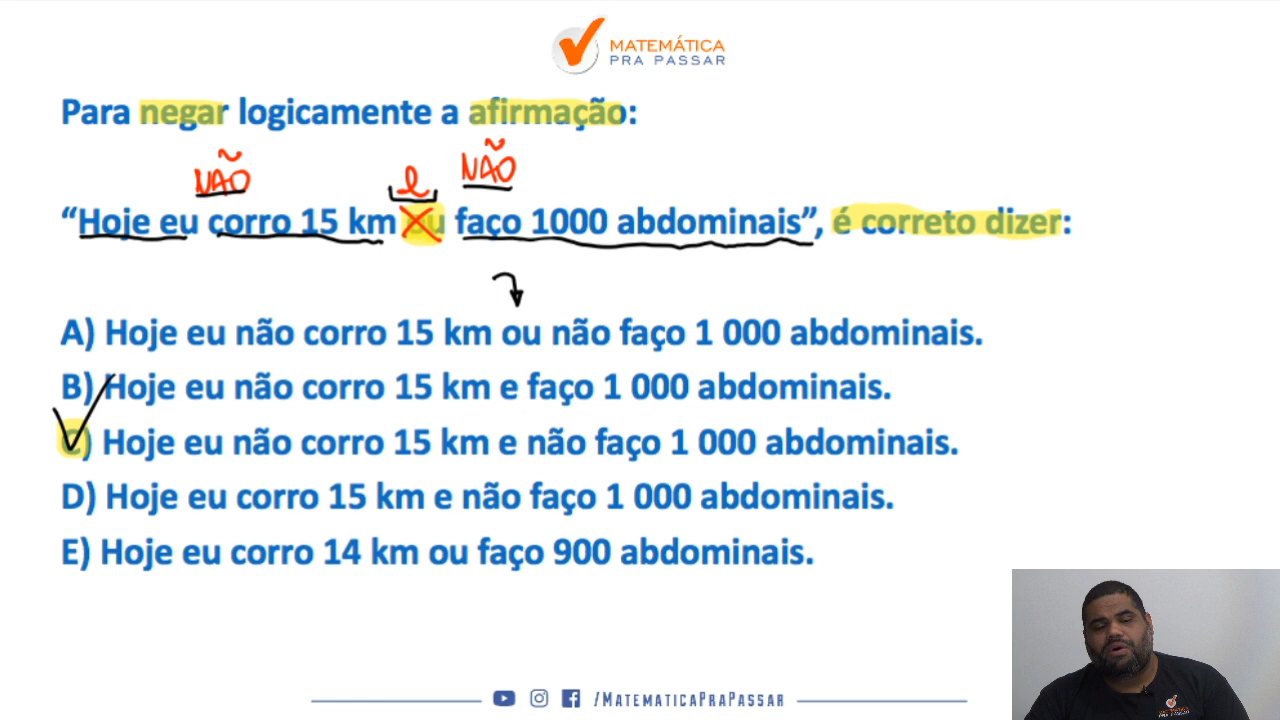 MATEMÁTICA
PRA PASSAR
Para negar logicamente a afirmação:
NÃO e NÃO
“Hoje eu corro 15 km ou faço 1000 abdominais”, é correto dizer:
A) Hoje eu não corro 15 km ou não faço 1 000 abdominais.
B) Hoje eu não corro 15 km e faço 1 000 abdominais.
C) Hoje eu não corro 15 km e não faço 1 000 abdominais.
D) Hoje eu corro 15 km e não faço 1 000 abdominais.
E) Hoje eu corro 14 km ou faço 900 abdominais.
/MATEMATICAPRAPASSAR